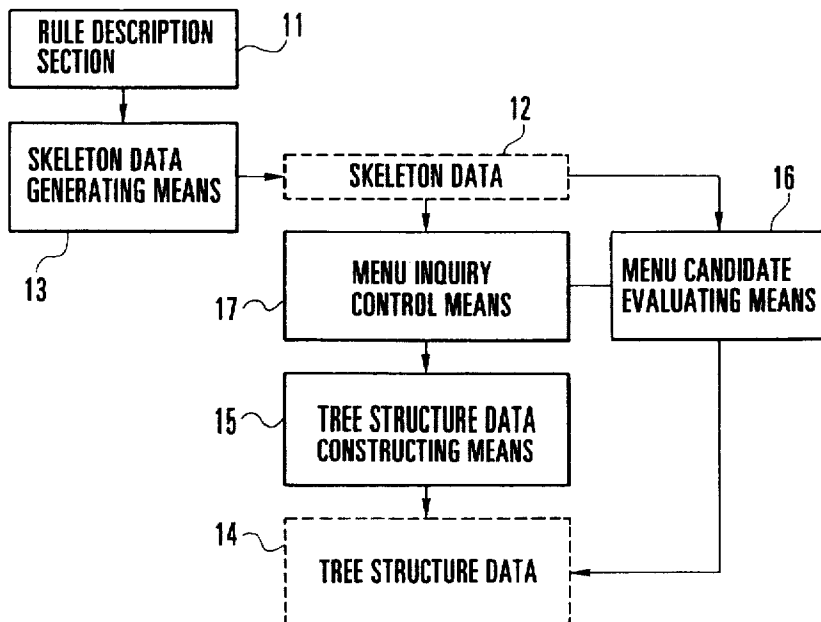 RULE DESCRIPTION
SECTION
11
SKELETON DATA
GENERATING MEANS
13
12
SKELETON DATA
16
MENU INQUIRY
CONTROL MEANS
17
MENU CANDIDATE
EVALUATING MEANS
15
TREE STRUCTURE DATA
CONSTRUCTING MEANS
14
TREE STRUCTURE DATA